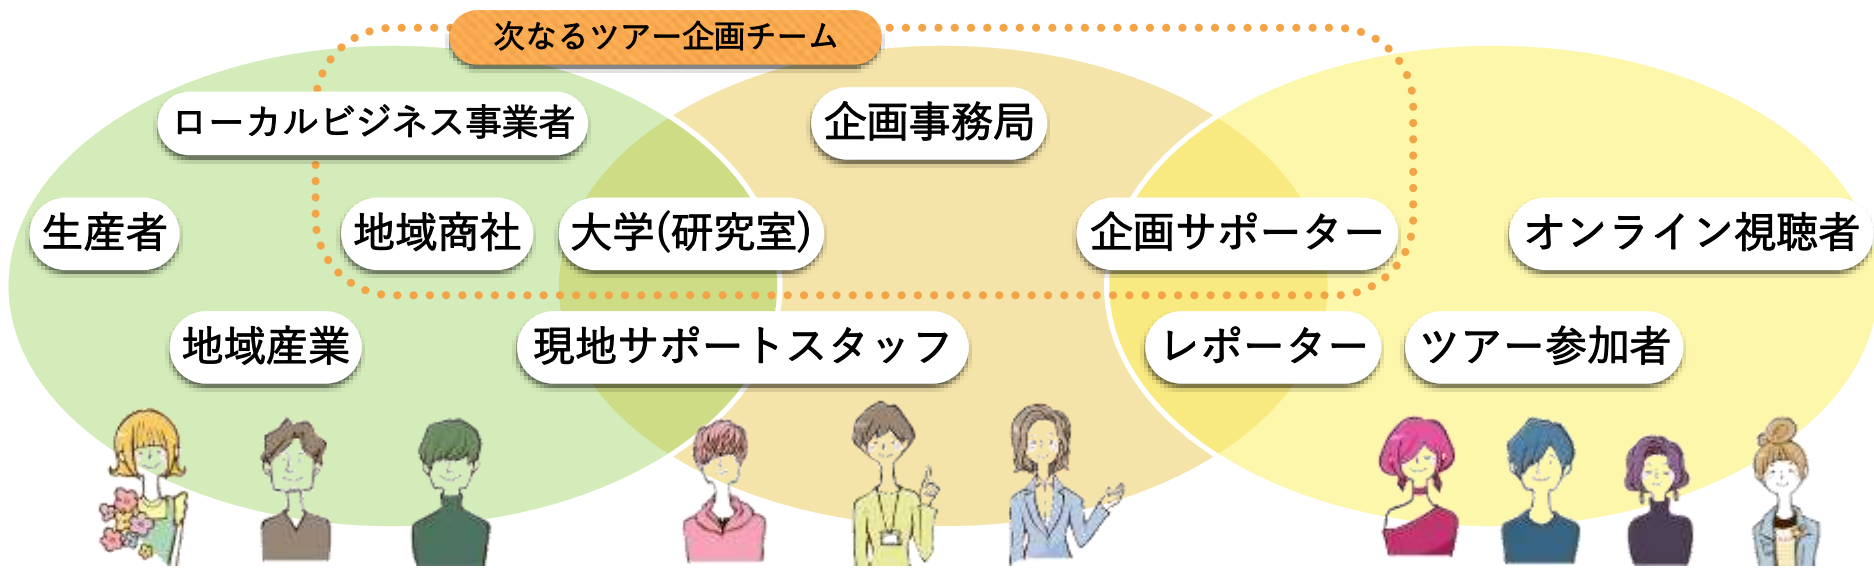 次なるツアー企画チーム
ローカルビジネス事業者
企画事務局
生産者
地域商社
大学(研究室)
企画サポーター
オンライン視聴者
地域産業
現地サポートスタッフ
レポーター
ツアー参加者